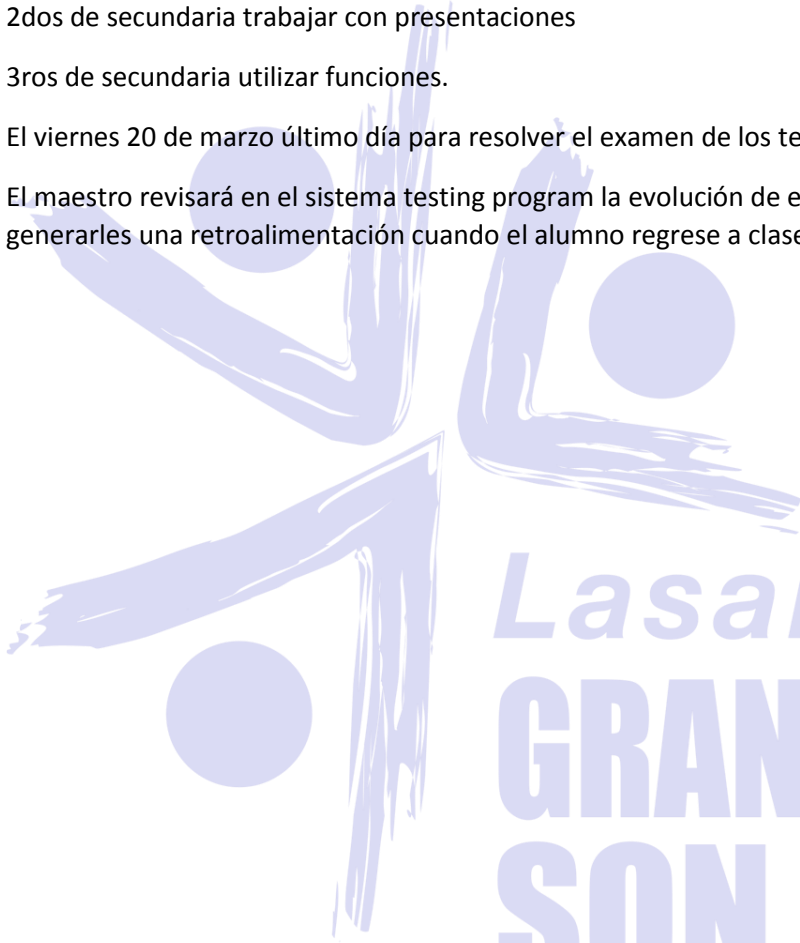 2dos de secundaria trabajar con presentaciones
3ros de secundaria utilizar funciones.
El viernes 20 de marzo último día para resolver el examen de los
El maestro revisará en el sistema testing program la evolución de
generarles una retroalimentación cuando el alumno regrese a
GRAN
SON